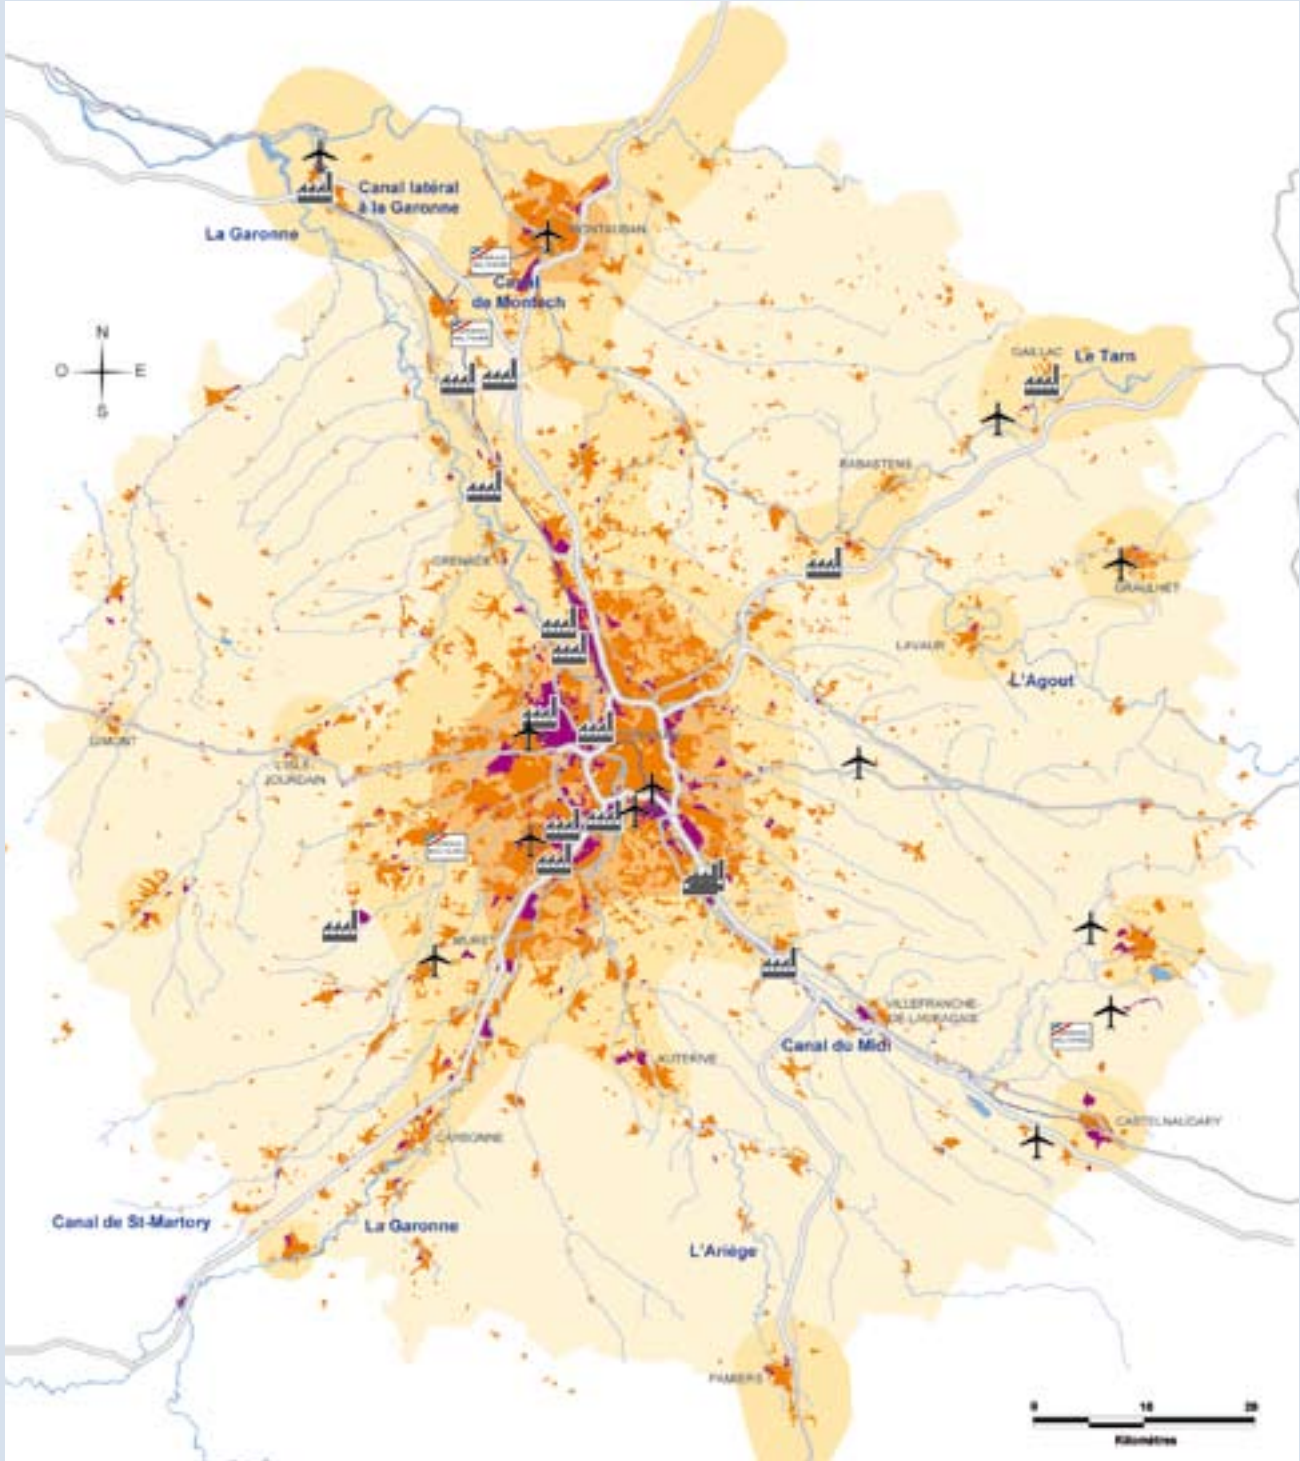 Canal latéral
à la Garonne
La Garonne
MONTAUBAN
Canal
de Montech
N
O E
S
GAILLAC
Le Tarn
RABASTENS
GRENADE
GRAULHET
LAVAUR
L'Agout
GIMONT
L'ISLE-
JOURDAIN
MURET
VILLEFRANCHE-
DE-LAURAGAIS
Canal du Midi
AUTERIVE
CASTELNAUDARY
CARBONNE
Canal de St-Martory
La Garonne
L'Ariége
PAMIERS
0 10 20
Kilomètres